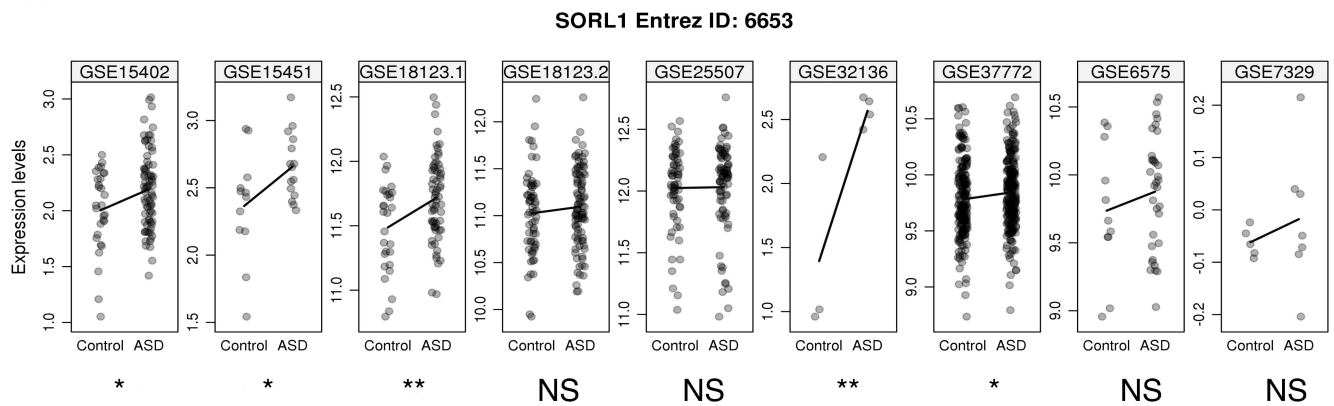 SORL1 Entrez ID: 6653
GSE15402 GSE15451 GSE18123.1 GSE18123.2 GSE25507 GSE32136 GSE37772 GSE6575 GSE7329
Expression levels
1.0 1.5 2.0 2.5 3.0
1.5 2.0 2.5 3.0
11.0 11.5 12.0 12.5
10.0 10.5 11.0 11.5 12.0
11.0 11.5 12.0 12.5
1.0 1.5 2.0 2.5
9.0 9.5 10.0 10.5
9.0 9.5 10.0 10.5
-0.2 -0.1 0.0 0.1 0.2
Control ASD Control ASD Control ASD Control ASD Control ASD Control ASD Control ASD Control ASD Control ASD
* * ** NS NS ** * NS NS